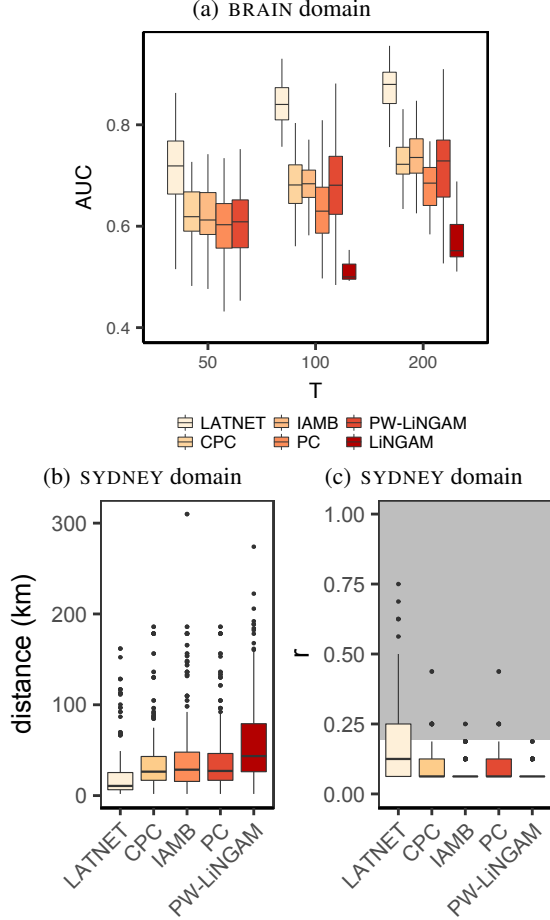 (a) BRAIN domain
AUC
0.8
0.6
0.4
50 100 200
T
LATNET IAMB PW-LiNGAM
CPC PC LiNGAM
(b) SYDNEY domain
distance (km)
300
200
100
0
LATNET CPC IAMB PC PW-LiNGAM
(c) SYDNEY domain
r
1.00
0.75
0.50
0.25
0.00
LATNET CPC IAMB PC PW-LiNGAM